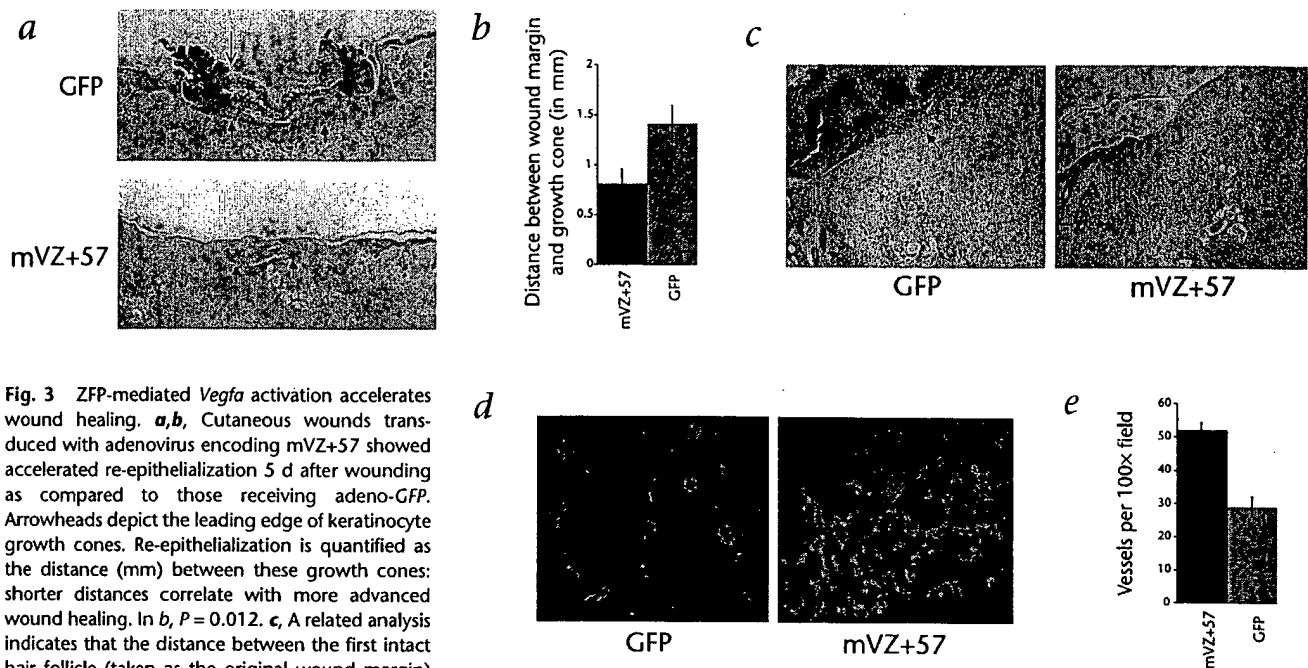 a
GFP
mVZ+57
b
Distance between wound margin
and growth cone (in mm)
2
1.5
1
0.5
0
mVZ+57
GFP
c
GFP
mVZ+57
Fig. 3 ZFP-mediated Vegfa activation accelerates
wound healing. a,b, Cutaneous wounds trans-
duced with adenovirus encoding mVZ+57 showed
accelerated re-epithelialization 5 d after wounding
as compared to those receiving adeno-GFP.
Arrowheads depict the leading edge of keratinocyte
growth cones. Re-epithelialization is quantified as
the distance (mm) between these growth cones:
shorter distances correlate with more advanced
wound healing. In b, P = 0.012. c, A related analysis
indicates that the distance between the first intact
hair follicle (taken as the original wound margin)
d
GFP
mVZ+57
e
Vessels per 100x field
60
50
40
30
20
10
0
mVZ+57
GFP